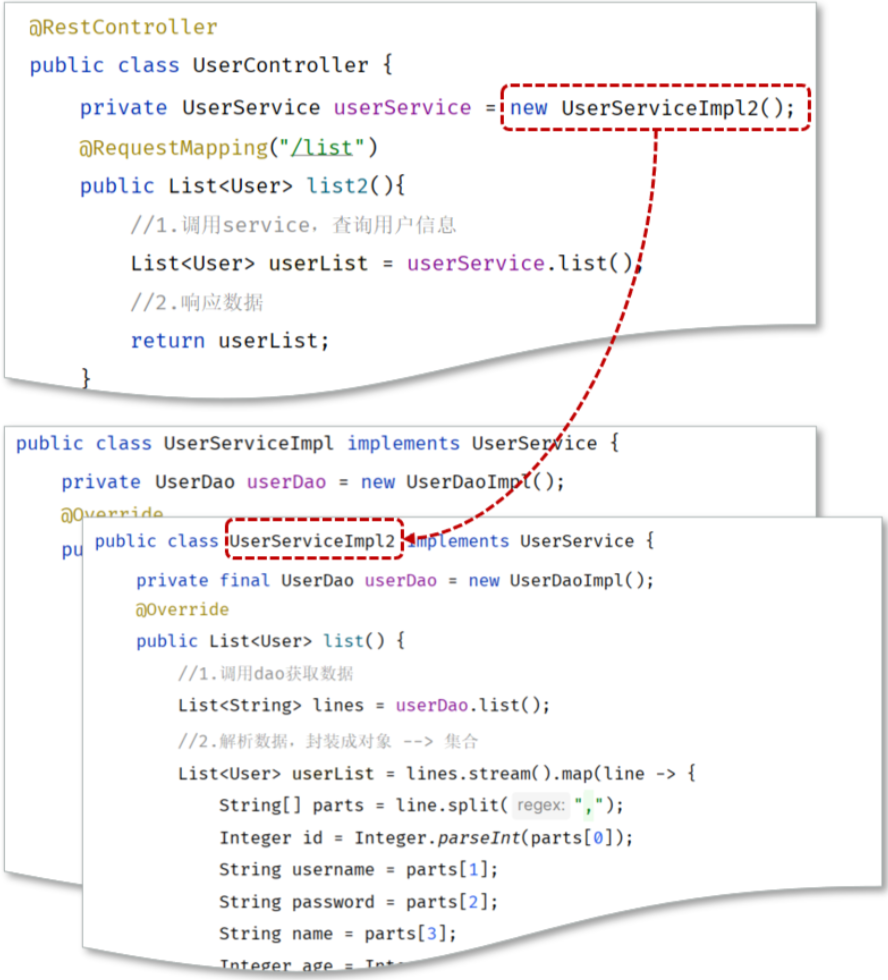 @RestController
public class UserController {
private UserService userService = new UserServiceImpl2();
@RequestMapping("/list")
public List<User> list2(){
//1.调用service，查询用户信息
List<User> userList = userService.list();
//2.响应数据
return userList;
}
public class UserServiceImpl implements UserService {
private UserDao userDao = new UserDaoImpl();
@Override
pu
public class UserServiceImpl2 implements UserService {
private final UserDao userDao = new UserDaoImpl();
@Override
public List<User> list() {
//1.调用dao获取数据
List<String> lines = userDao.list();
//2.解析数据，封装成对象 --> 集合
List<User> userList = lines.stream().map(line -> {
String[] parts = line.split( regex: ",");
Integer id = Integer.parseInt(parts[0]);
String username = parts[1];
String password = parts[2];
String name = parts[3];
Integer age = Inte